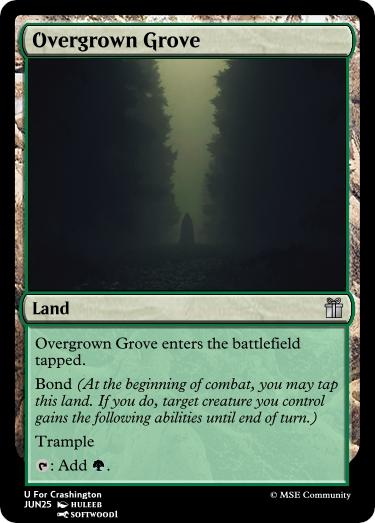 Overgrown Grove
Land
Overgrown Grove enters the battlefield
tapped.
Bond (At the beginning of combat, you may tap
this land. If you do, target creature you control
gains the following abilities until end of turn.)
Trample
: Add .
U For Crashington
JUN25 HULEEB
SOFTWOOD1
© MSE Community